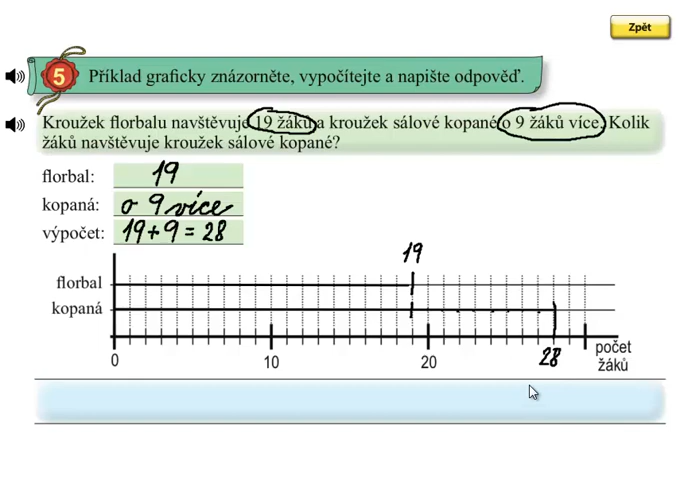 Zpět
5 Příklad graficky znázorněte, vypočítejte a napište odpověď.
Kroužek florbalu navštěvuje 19 žáků a kroužek sálové kopané o 9 žáků více. Kolik
žáků navštěvuje kroužek sálové kopané?
florbal: 19
kopaná: o 9 více
výpočet: 19+9=28
19
florbal
kopaná
0 10 20 28 počet
žáků